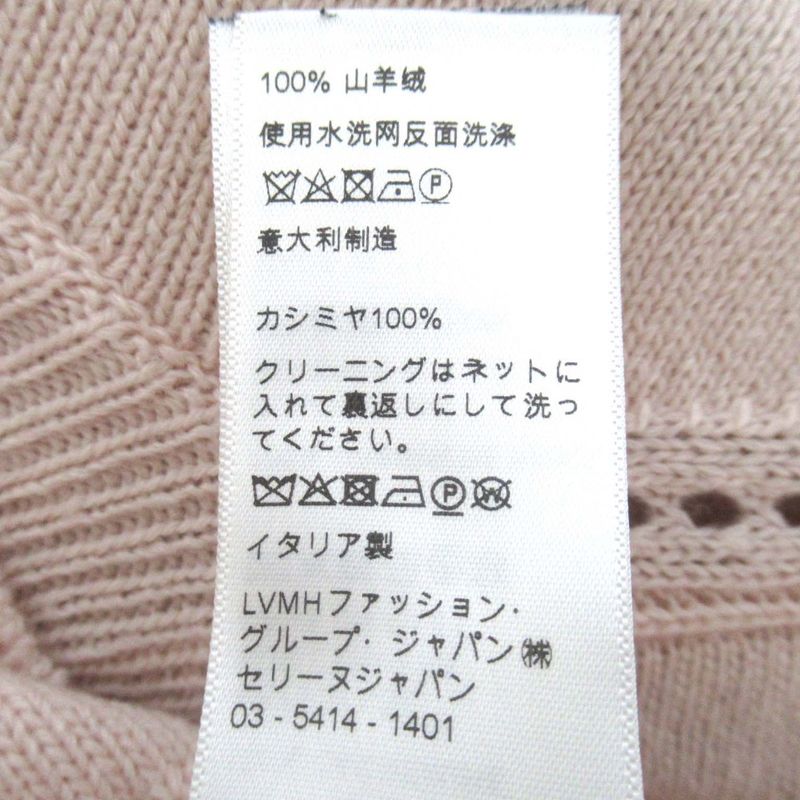 100% 山羊绒
使用水洗网反面洗涤
P
意大利制造
カシミヤ100%
クリーニングはネットに
入れて裏返しにして洗っ
てください。
P W
イタリア製
LVMHファッション・
グループ・ジャパン㈱
セリーヌジャパン
03 - 5414 - 1401